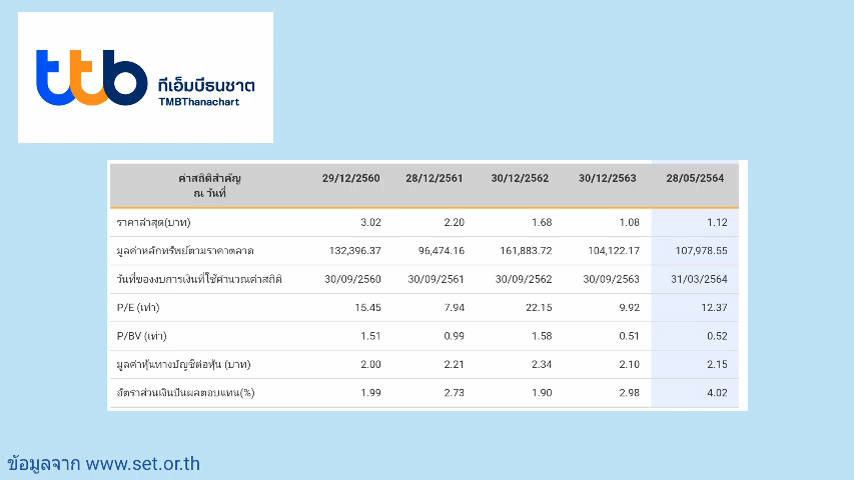 ttb
ทีเอ็มบีธนชาต
TMBThanachart
ค่าสถิติสำคัญ
ณ วันที่ 29/12/2560 28/12/2561 30/12/2562 30/12/2563 28/05/2564
ราคาล่าสุด(บาท) 3.02 2.20 1.68 1.08 1.12
มูลค่าหลักทรัพย์ตามราคาตลาด 132,396.37 96,474.16 161,883.72 104,122.17 107,978.55
วันที่ของงบการเงินที่ใช้คำนวณค่าสถิติ 30/09/2560 30/09/2561 30/09/2562 30/09/2563 31/03/2564
P/E (เท่า) 15.45 7.94 22.15 9.92 12.37
P/BV (เท่า) 1.51 0.99 1.58 0.51 0.52
มูลค่าหุ้นทางบัญชีต่อหุ้น (บาท) 2.00 2.21 2.34 2.10 2.15
อัตราส่วนเงินปันผลตอบแทน(%) 1.99 2.73 1.90 2.98 4.02
ข้อมูลจาก www.set.or.th